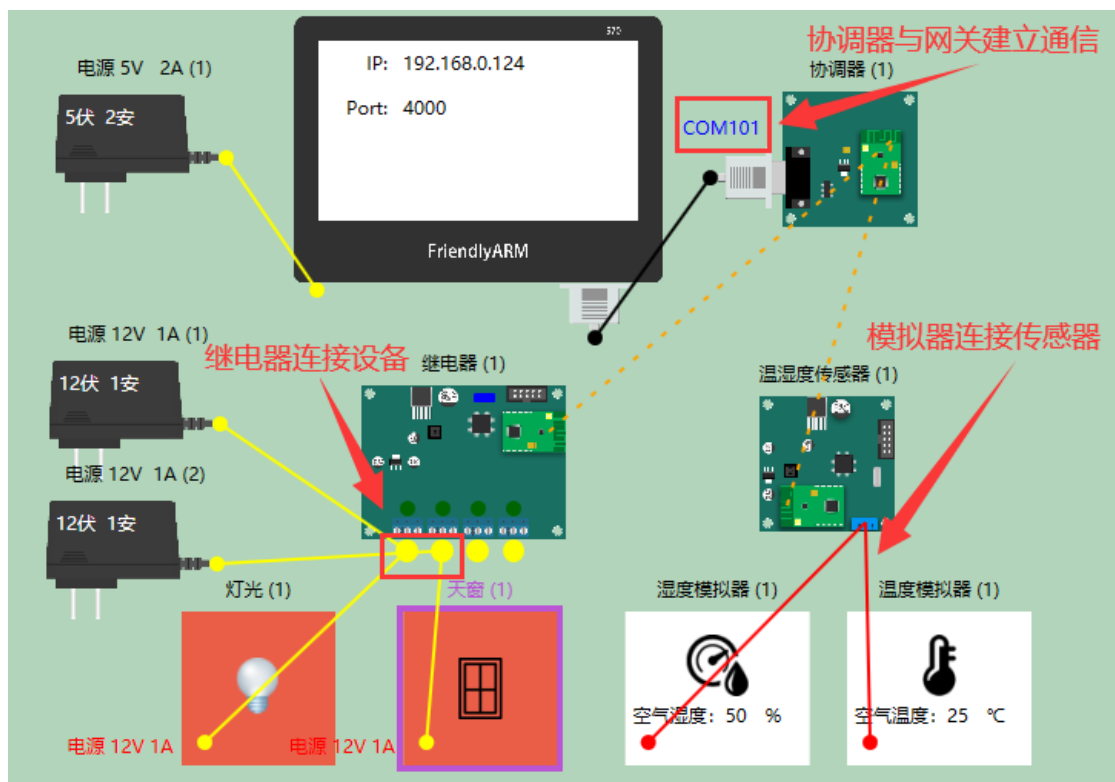 S70
协调器与网关建立通信
IP: 192.168.0.124
电源 5V 2A (1)
协调器 (1)
5伏 2安
Port: 4000
COM101
FriendlyARM
电源 12V 1A (1)
继电器连接设备
继电器 (1)
模拟器连接传感器
温湿度传感器 (1)
12伏 1安
电源 12V 1A (2)
12伏 1安
灯光 (1)
天窗 (1)
湿度模拟器 (1)
温度模拟器 (1)
空气湿度: 50 %
空气温度: 25 ℃
电源 12V 1A
电源 12V 1A